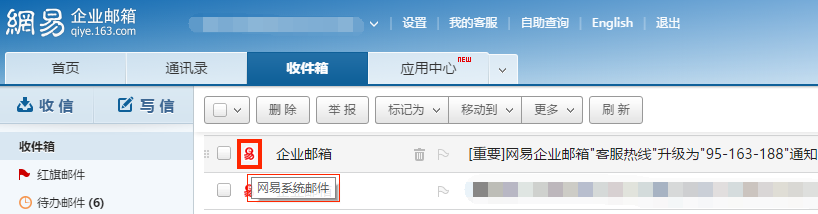 網易 企业邮箱
qiye.163.com
设置 | 我的客服 | 自助查询 | English | 退出
首页 通讯录 收件箱 应用中心 NEW
收信 写信 删 除 举 报 标记为 移动到 更多 刷 新
收件箱
企业邮箱 [重要]网易企业邮箱"客服热线"升级为"95-163-188"通知
红旗邮件
网易系统邮件
待办邮件 (6)